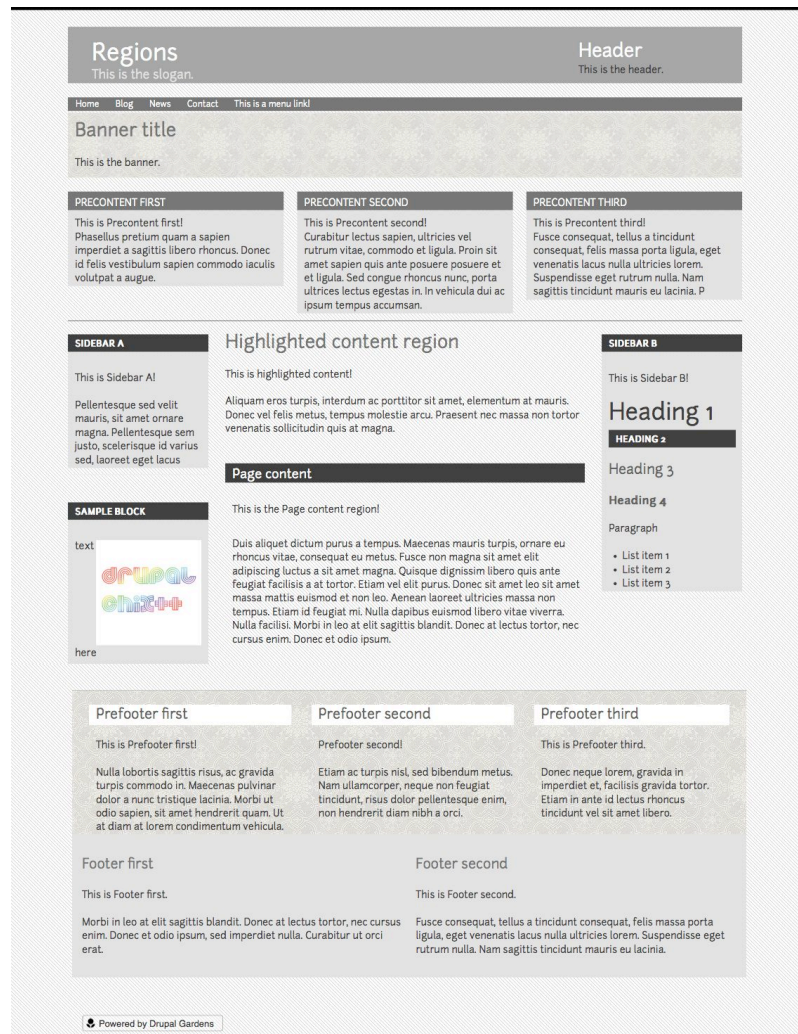 Regions
This is the slogan.
Header
This is the header.
Home Blog News Contact This is a menu link!
Banner title
This is the banner.
PRECONTENT FIRST
This is Precontent first!
Phasellus pretium quam a sapien
imperdiet a sagittis libero rhoncus. Donec
id felis vestibulum sapien commodo iaculis
volutpat a augue.
PRECONTENT SECOND
This is Precontent second!
Curabitur lectus sapien, ultricies vel
rutrum vitae, commodo et ligula. Proin sit
amet sapien quis ante posuere posuere et
et ligula. Sed congue rhoncus nunc, porta
ultrices lectus egestas in. In vehicula dui ac
ipsum tempus accumsan.
PRECONTENT THIRD
This is Precontent third!
Fusce consequat, tellus a tincidunt
consequat, felis massa porta ligula, eget
venenatis lacus nulla ultricies lorem.
Suspendisse eget rutrum nulla. Nam
sagittis tincidunt mauris eu lacinia. P
SIDEBAR A
This is Sidebar A!
Pellentesque sed velit
mauris, sit amet ornare
magna. Pellentesque sem
justo, scelerisque id varius
sed, laoreet eget lacus
SAMPLE BLOCK
text
drupal
chix++
here
Highlighted content region
This is highlighted content!
Aliquam eros turpis, interdum ac porttitor sit amet, elementum at mauris.
Donec vel felis metus, tempus molestie arcu. Praesent nec massa non tortor
venenatis sollicitudin quis at magna.
Page content
This is the Page content region!
Duis aliquet dictum purus a tempus. Maecenas mauris turpis, ornare eu
rhoncus vitae, consequat eu metus. Fusce non magna sit amet elit
adipiscing luctus a sit amet magna. Quisque dignissim libero quis ante
feugiat facilisis a at tortor. Etiam vel elit purus. Donec sit amet leo sit amet
massa mattis euismod et non leo. Aenean laoreet ultricies massa non
tempus. Etiam id feugiat mi. Nulla dapibus euismod libero vitae viverra.
Nulla facilisi. Morbi in leo at elit sagittis blandit. Donec at lectus tortor, nec
cursus enim. Donec et odio ipsum.
SIDEBAR B
This is Sidebar B!
Heading 1
HEADING 2
Heading 3
Heading 4
Paragraph
• List item 1
• List item 2
• List item 3
Prefooter first
This is Prefooter first!
Nulla lobortis sagittis risus, ac gravida
turpis commodo in. Maecenas pulvinar
dolor a nunc tristique lacinia. Morbi ut
odio sapien, sit amet hendrerit quam. Ut
at diam at lorem condimentum vehicula.
Prefooter second
Prefooter second!
Etiam ac turpis nisl, sed bibendum metus.
Nam ullamcorper, neque non feugiat
tincidunt, risus dolor pellentesque enim,
non hendrerit diam nibh a orci.
Prefooter third
This is Prefooter third.
Donec neque lorem, gravida in
imperdiet et, facilisis gravida tortor.
Etiam in ante id lectus rhoncus
tincidunt vel sit amet libero.
Footer first
This is Footer first.
Morbi in leo at elit sagittis blandit. Donec at lectus tortor, nec cursus
enim. Donec et odio ipsum, sed imperdiet nulla. Curabitur ut orci
erat.
Footer second
This is Footer second.
Fusce consequat, tellus a tincidunt consequat, felis massa porta
ligula, eget venenatis lacus nulla ultricies lorem. Suspendisse eget
rutrum nulla. Nam sagittis tincidunt mauris eu lacinia.
Powered by Drupal Gardens